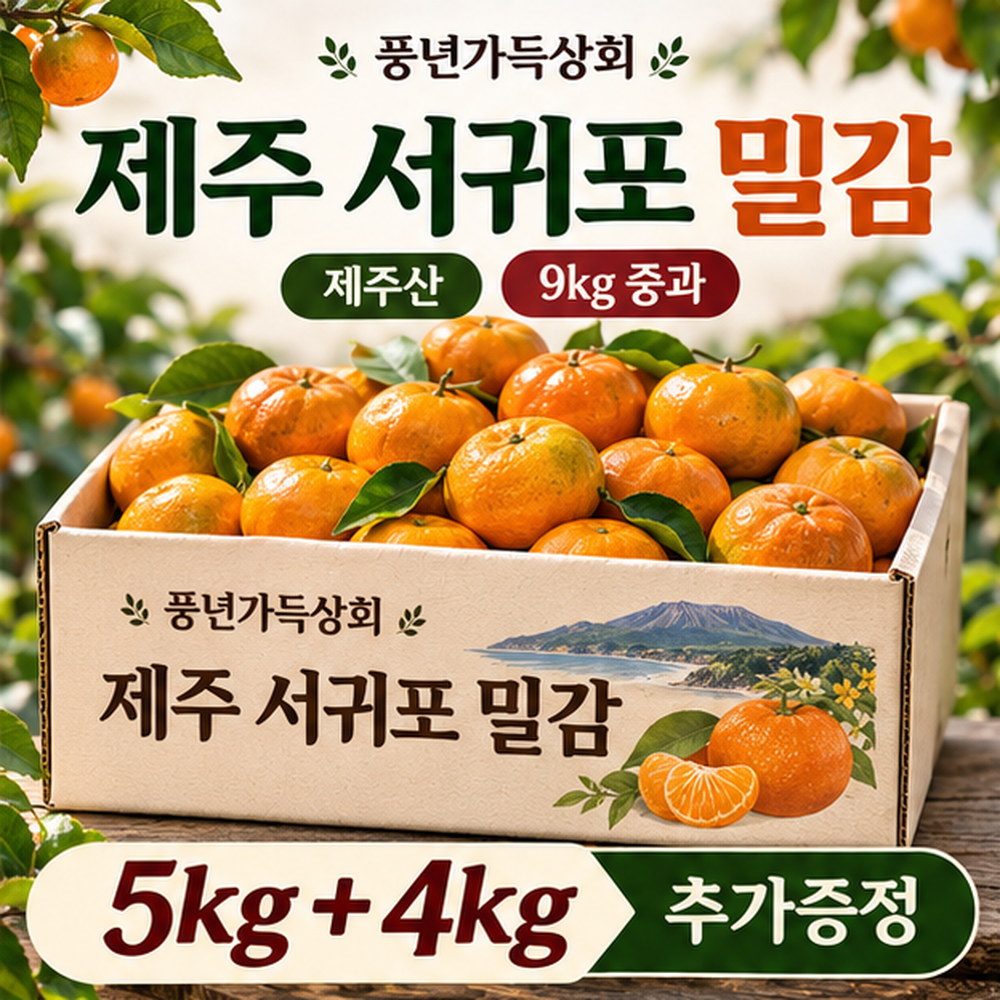 풍년가득상회
제주 서귀포 밀감
제주산
9kg 중과
풍년가득상회
제주 서귀포 밀감
5kg + 4kg
추가증정